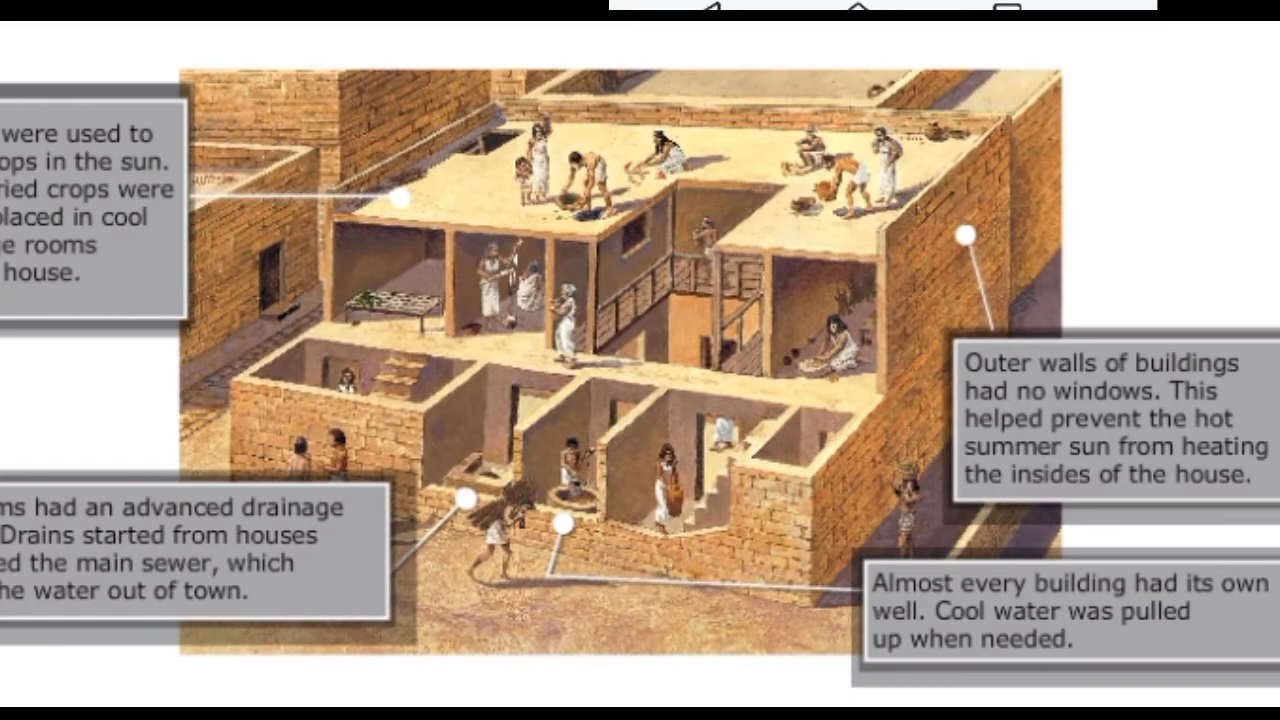 were used to
ops in the sun.
ried crops were
placed in cool
ge rooms
house.
Outer walls of buildings
had no windows. This
helped prevent the hot
summer sun from heating
the insides of the house.
ms had an advanced drainage
Drains started from houses
ed the main sewer, which
he water out of town.
Almost every building had its own
well. Cool water was pulled
up when needed.